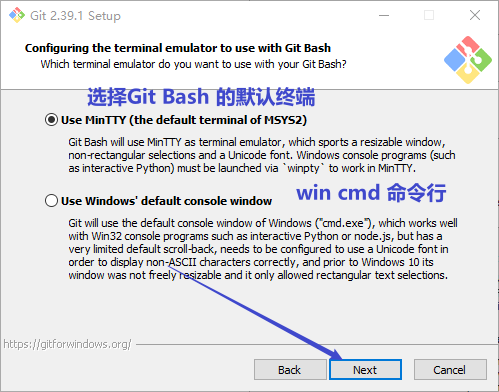 Git 2.39.1 Setup
Configuring the terminal emulator to use with Git Bash
Which terminal emulator do you want to use with your Git Bash?
选择Git Bash 的默认终端
Use MinTTY (the default terminal of MSYS2)
Git Bash will use MinTTY as terminal emulator, which sports a resizable window,
non-rectangular selections and a Unicode font. Windows console programs (such
as interactive Python) must be launched via `winpty` to work in MinTTY.
win cmd 命令行
Use Windows' default console window
Git will use the default console window of Windows ("cmd.exe"), which works well
with Win32 console programs such as interactive Python or node.js, but has a
very limited default scroll-back, needs to be configured to use a Unicode font in
order to display non-ASCII characters correctly, and prior to Windows 10 its
window was not freely resizable and it only allowed rectangular text selections.
https://gitforwindows.org/
Back
Next
Cancel